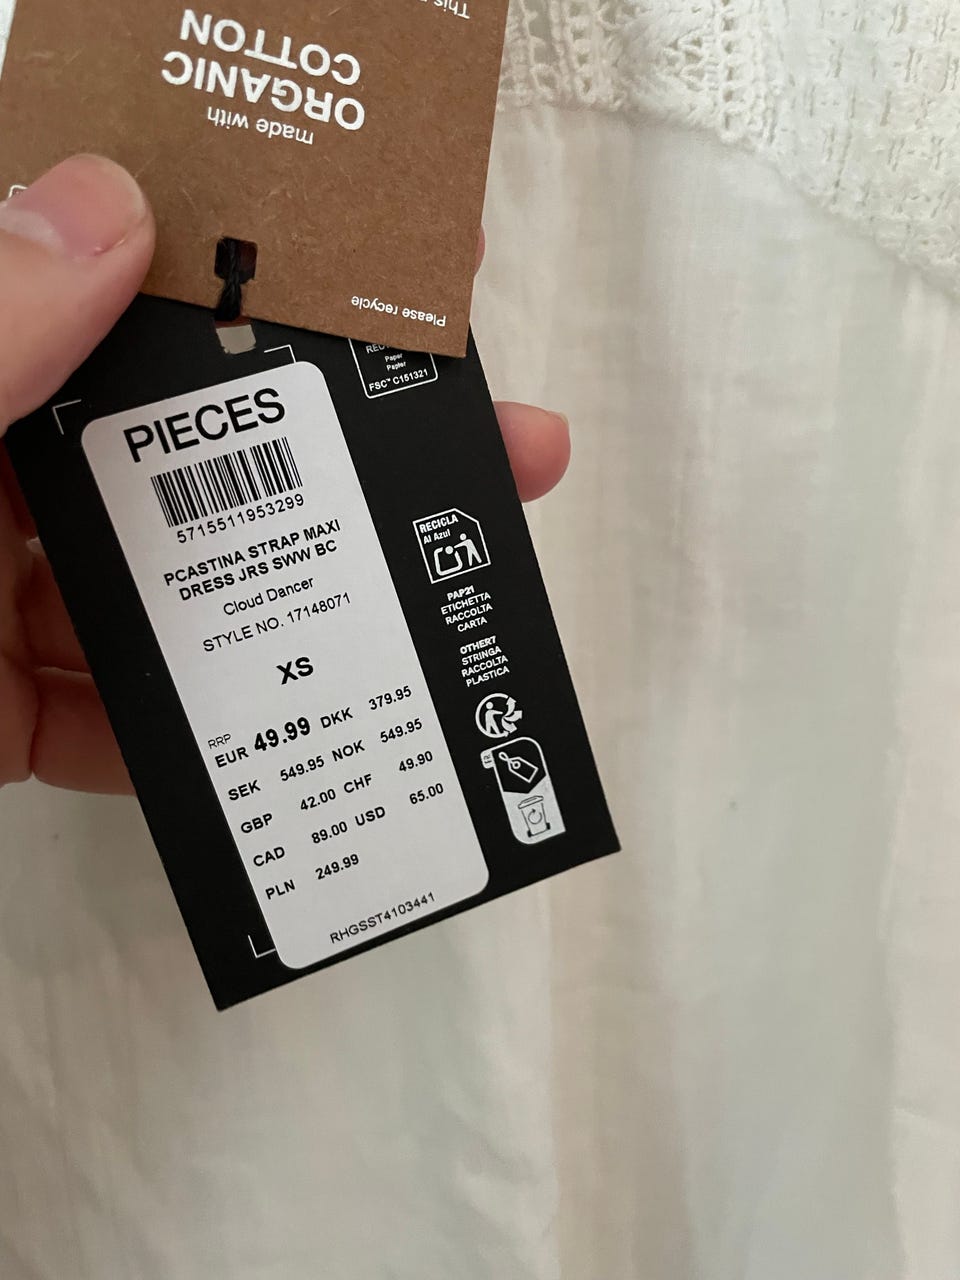 This
COTTON
ORGANIC
made with
Please recycle
Paper
Papier
FSC™ C151321
PIECES
5715511953299
PCASTINA STRAP MAXI
DRESS JRS SWW BC
Cloud Dancer
STYLE NO. 17148071
XS
RRP
EUR 49.99 DKK 379.95
SEK 549.95 NOK 549.95
GBP 42.00 CHF 49.90
CAD 89.00 USD 65.00
PLN 249.99
RHGSST4103441
RECICLA
Al Azul
PAP21
ETICHETTA
RACCOLTA
CARTA
OTHER7
STRINGA
RACCOLTA
PLASTICA
FR